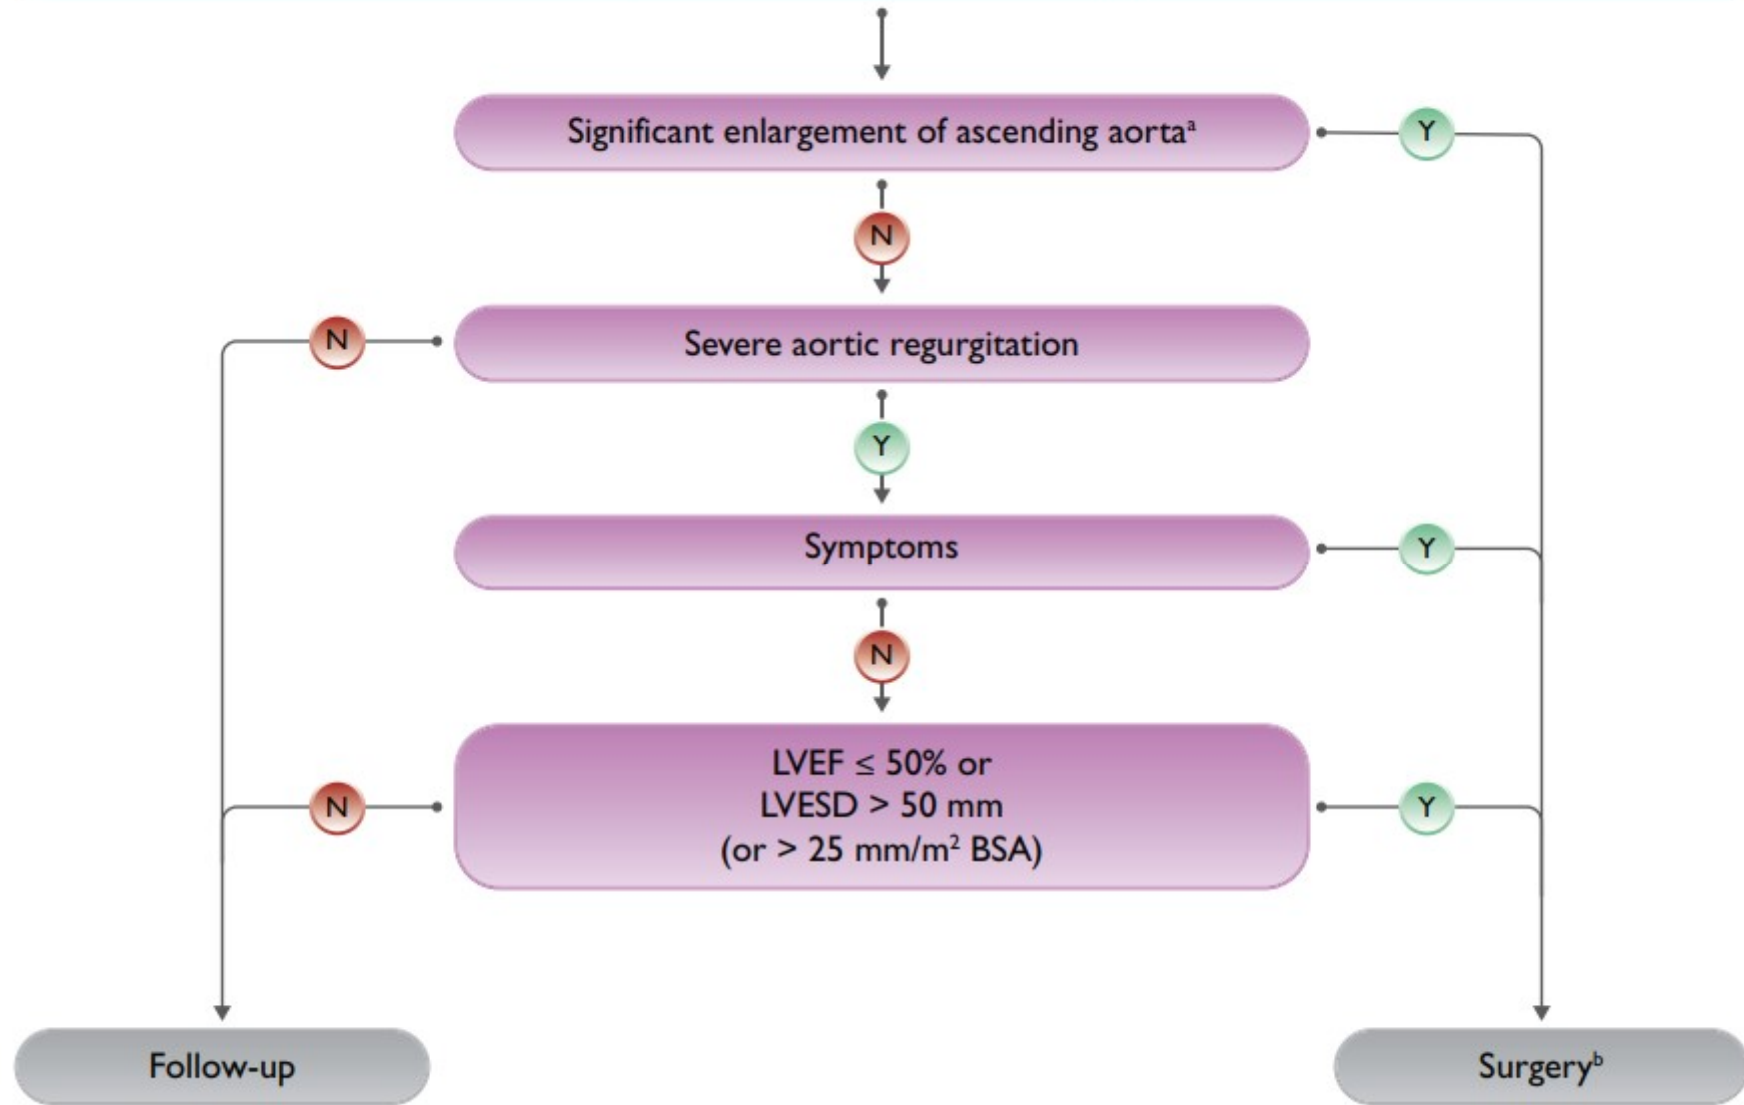 Significant enlargement of ascending aortaᵃ
Y
N
N
Severe aortic regurgitation
Y
Symptoms
Y
N
LVEF ≤ 50% or
LVESD > 50 mm
(or > 25 mm/m² BSA)
N
Y
Follow-up
Surgeryᵇ